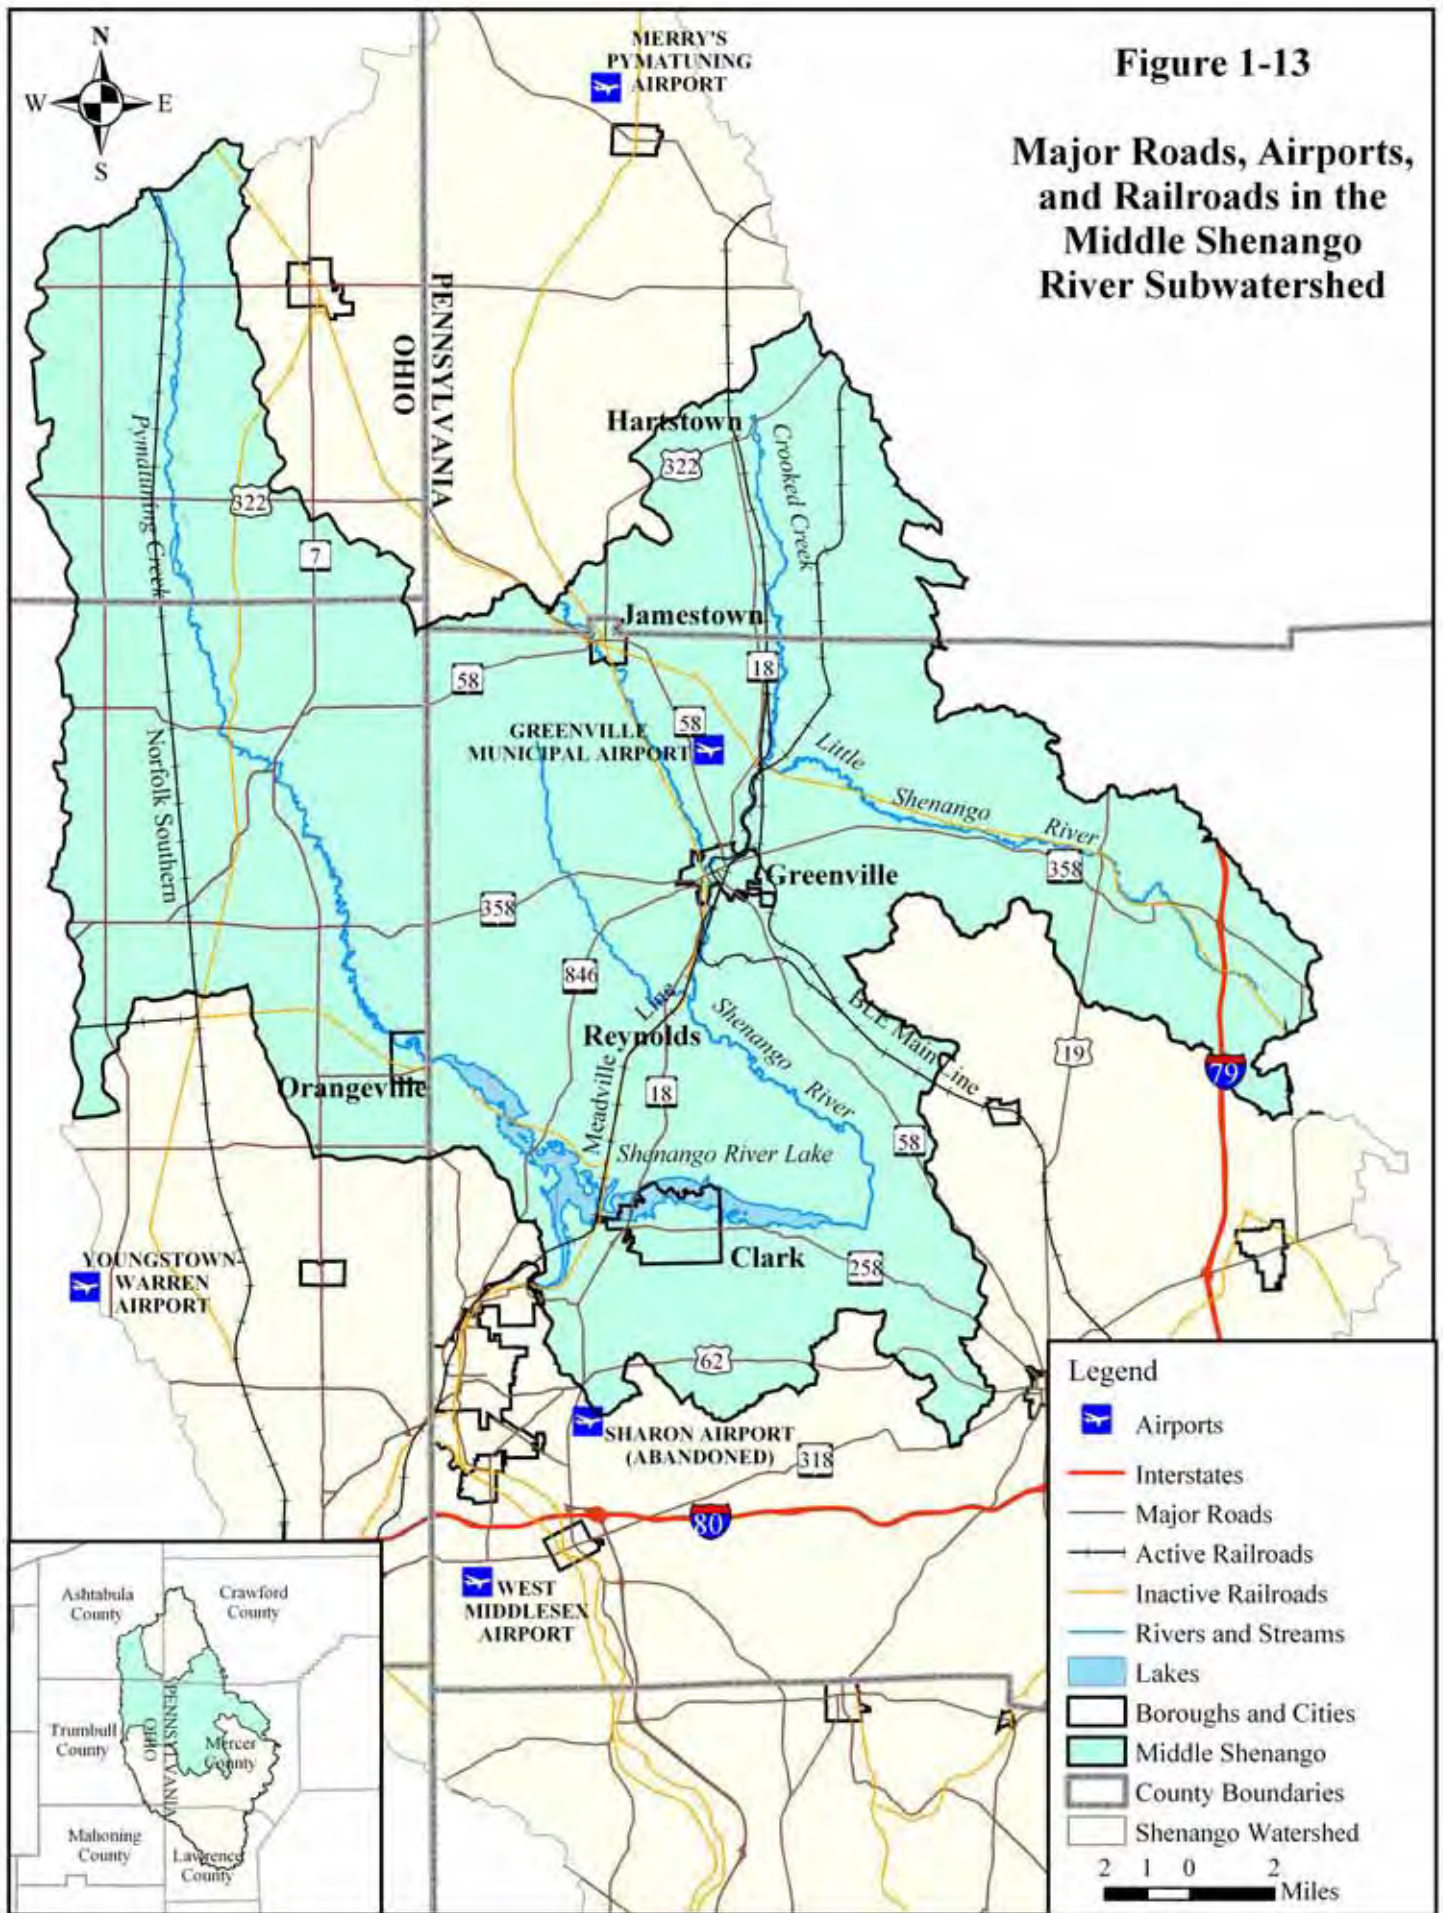 N
W E
S
MERRY'S
PYMATUNING
AIRPORT
Figure 1-13
Major Roads, Airports,
and Railroads in the
Middle Shenango
River Subwatershed
PENNSYLVANIA
OHIO
Hartstown
322
Crooked Creek
Pymatuning Creek
322
7
Jamestown
18
58
58
GREENVILLE
MUNICIPAL AIRPORT
Little
Shenango
River
Norfolk Southern
358
Greenville
358
846
Line
Reynolds
Shenango
River
BLE Main Line
19
79
Orangeville
18
Meadville
58
Shenango River Lake
Clark
258
YOUNGSTOWN-
WARREN
AIRPORT
62
SHARON AIRPORT
(ABANDONED)
318
80
WEST
MIDDLESEX
AIRPORT
Legend
Airports
Interstates
Major Roads
Active Railroads
Inactive Railroads
Rivers and Streams
Lakes
Boroughs and Cities
Middle Shenango
County Boundaries
Shenango Watershed
2 1 0 2
Miles
Ashtabula
County
Crawford
County
PENNSYLVANIA
OHIO
Trumbull
County
Mercer
County
Mahoning
County
Lawrence
County